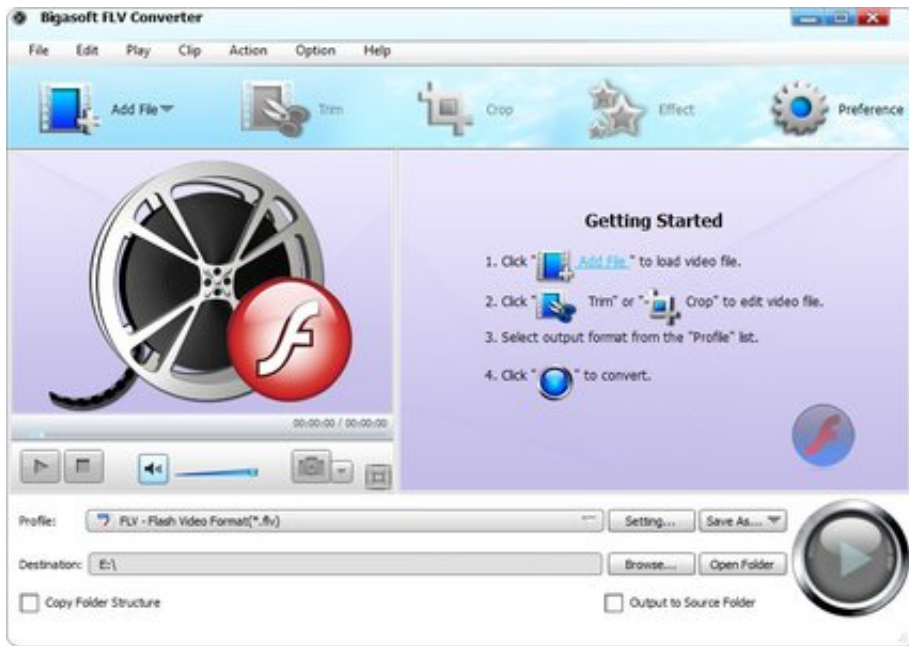 Bigasoft FLV Converter
File Edit Play Clip Action Option Help
Add File Trim Crop Effect Preference
Getting Started
1. Click " Add File " to load video file.
2. Click " Trim" or " Crop" to edit video file.
3. Select output format from the "Profile" list.
4. Click " " to convert.
00:00:00 / 00:00:00
Profile: FLV - Flash Video Format(*.flv) Setting... Save As...
Destination: E:\ Browse... Open Folder
Copy Folder Structure Output to Source Folder